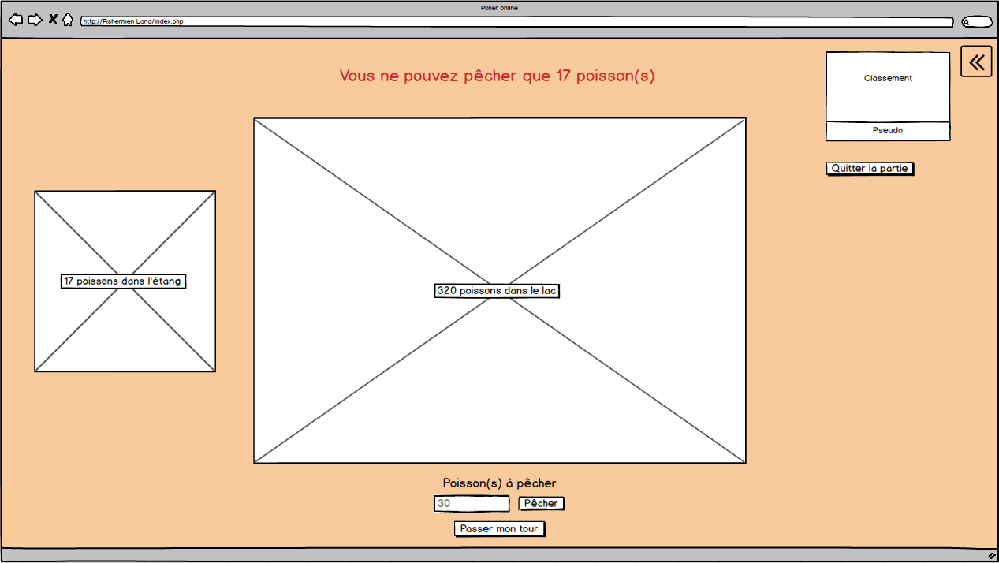 Poker online
http://Fishermen Land/index.php
Vous ne pouvez pêcher que 17 poisson(s)
Classement
Pseudo
Quitter la partie
17 poissons dans l'étang
320 poissons dans le lac
Poisson(s) à pêcher
30
Pêcher
Passer mon tour